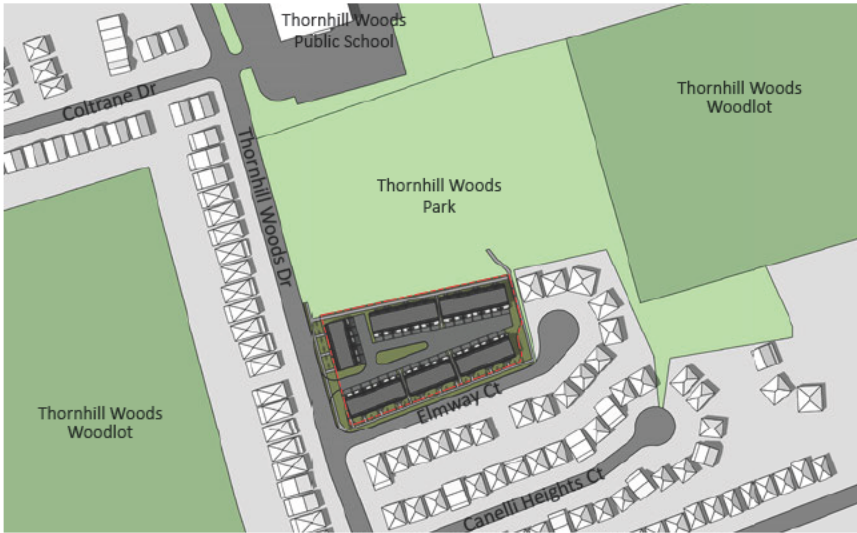 Thornhill Woods
Public School
Coltrane Dr
Thornhill Woods
Woodlot
Thornhill Woods Dr
Thornhill Woods
Park
Thornhill Woods
Woodlot
Elmway Ct
Canelli Heights Ct